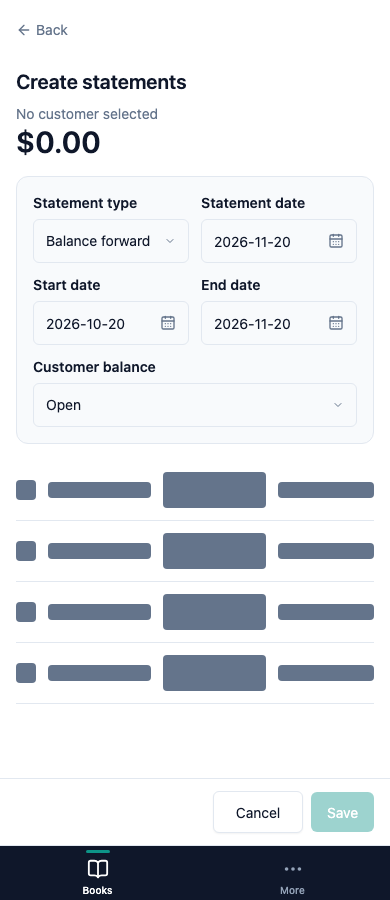 Back
Create statements
No customer selected
$0.00
Statement type
Statement date
Balance forward
2026-11-20
Start date
End date
2026-10-20
2026-11-20
Customer balance
Open
Cancel
Save
Books
More